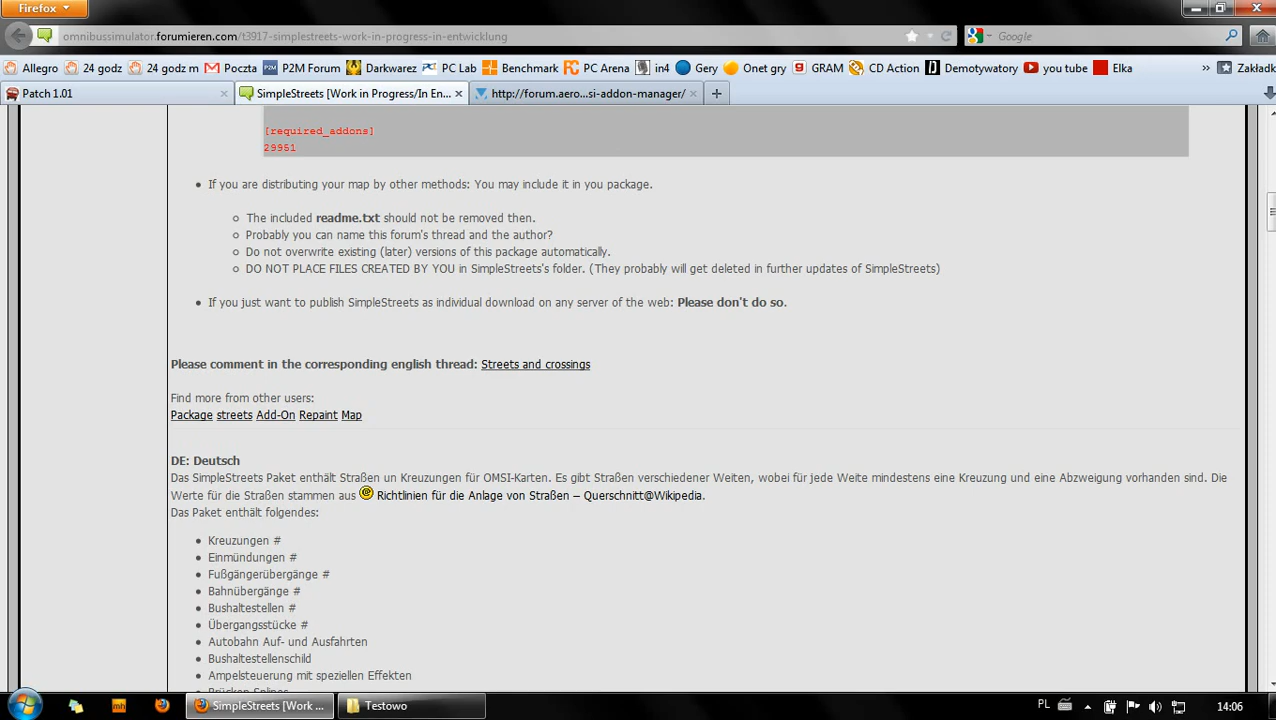 Firefox
omnibussimulator.forumieren.com/t3917-simplestreets-work-in-progress-in-entwicklung
Google
Allegro 24 godz 24 godz m Poczta P2M Forum Darkwarez PC Lab Benchmark PC Arena in4 Gery Onet gry GRAM CD Action Demotywatory you tube Elka » Zakładk
Patch 1.01 SimpleStreets [Work in Progress/In En... http://forum.aero...si-addon-manager/
[required_addons]
29951
If you are distributing your map by other methods: You may include it in you package.
The included readme.txt should not be removed then.
Probably you can name this forum's thread and the author?
Do not overwrite existing (later) versions of this package automatically.
DO NOT PLACE FILES CREATED BY YOU in SimpleStreets's folder. (They probably will get deleted in further updates of SimpleStreets)
If you just want to publish SimpleStreets as individual download on any server of the web: Please don't do so.
Please comment in the corresponding english thread: Streets and crossings
Find more from other users:
Package streets Add-On Repaint Map
DE: Deutsch
Das SimpleStreets Paket enthält Straßen un Kreuzungen für OMSI-Karten. Es gibt Straßen verschiedener Weiten, wobei für jede Weite mindestens eine Kreuzung und eine Abzweigung vorhanden sind. Die
Werte für die Straßen stammen aus Richtlinien für die Anlage von Straßen – Querschnitt@Wikipedia.
Das Paket enthält folgendes:
Kreuzungen #
Einmündungen #
Fußgängerübergänge #
Bahnübergänge #
Bushaltestellen #
Übergangsstücke #
Autobahn Auf- und Ausfahrten
Bushaltestellenschild
Ampelsteuerung mit speziellen Effekten
Brücken Splines
mh SimpleStreets [Work ... Testowo PL 14:06